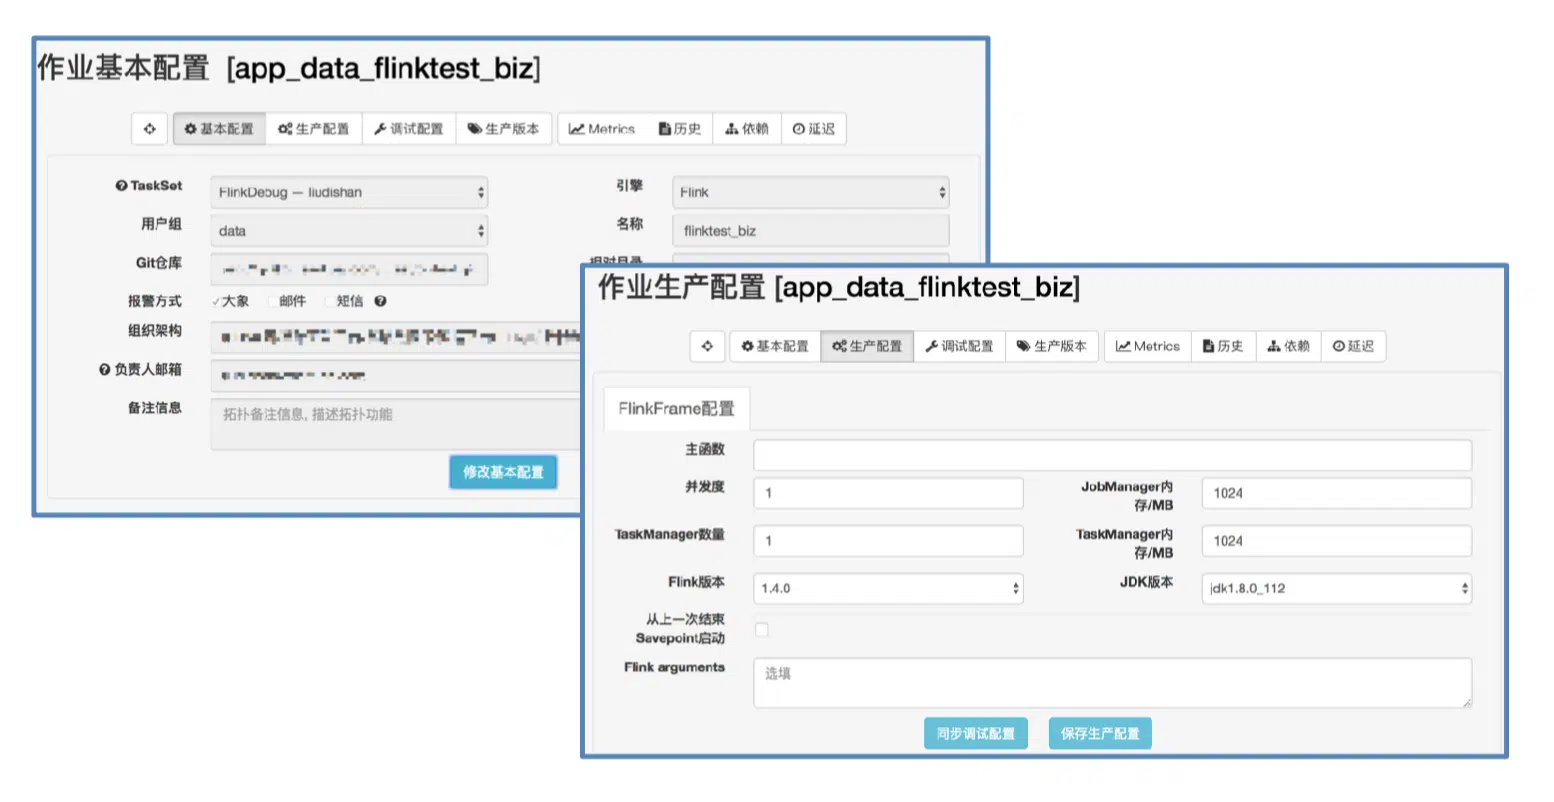 作业基本配置 [app_data_flinktest_biz]
基本配置 生产配置 调试配置 生产版本 Metrics 历史 依赖 延迟
TaskSet FlinkDebug — liudishan 引擎 Flink
用户组 data 名称 flinktest_biz
Git仓库 相对目录
报警方式 大象 邮件 短信
组织架构
负责人邮箱
备注信息 拓扑备注信息, 描述拓扑功能
修改基本配置
作业生产配置 [app_data_flinktest_biz]
基本配置 生产配置 调试配置 生产版本 Metrics 历史 依赖 延迟
FlinkFrame配置
主函数
并发度 1 JobManager内
存/MB 1024
TaskManager数量 1 TaskManager内
存/MB 1024
Flink版本 1.4.0 JDK版本 jdk1.8.0_112
从上一次结束
Savepoint启动
Flink arguments 选填
同步调试配置 保存生产配置